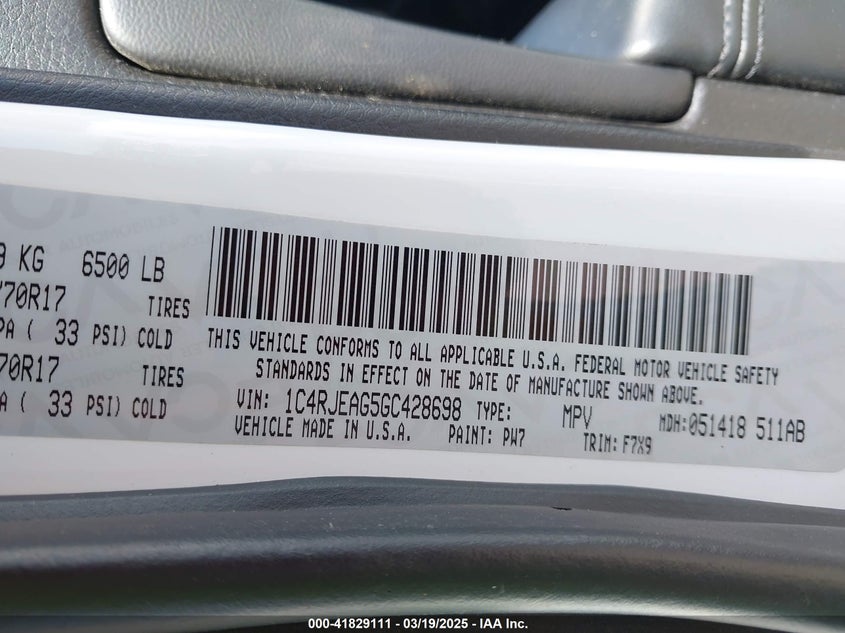 9 KG 6500 LB
/70R17 TIRES
PA ( 33 PSI) COLD
70R17 TIRES
A ( 33 PSI) COLD
THIS VEHICLE CONFORMS TO ALL APPLICABLE U.S.A. FEDERAL MOTOR VEHICLE SAFETY
STANDARDS IN EFFECT ON THE DATE OF MANUFACTURE SHOWN ABOVE.
VIN: 1C4RJEAG5GC428698 TYPE: MPV MDH:051418 511AB
VEHICLE MADE IN U.S.A. PAINT: PW7 TRIM: F7X9
000-41829111 - 03/19/2025 - IAA Inc.